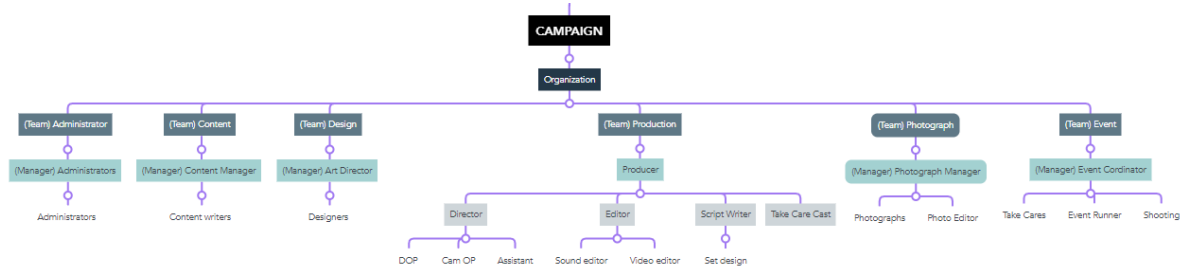 CAMPAIGN
Organization
(Team) Administrator
(Team) Content
(Team) Design
(Team) Production
(Team) Photograph
(Team) Event
(Manager) Administrators
(Manager) Content Manager
(Manager) Art Director
Producer
(Manager) Photograph Manager
(Manager) Event Cordinator
Administrators
Content writers
Designers
Director
Editor
Script Writer
Take Care Cast
Photographs
Photo Editor
Take Cares
Event Runner
Shooting
DOP
Cam OP
Assistant
Sound editor
Video editor
Set design